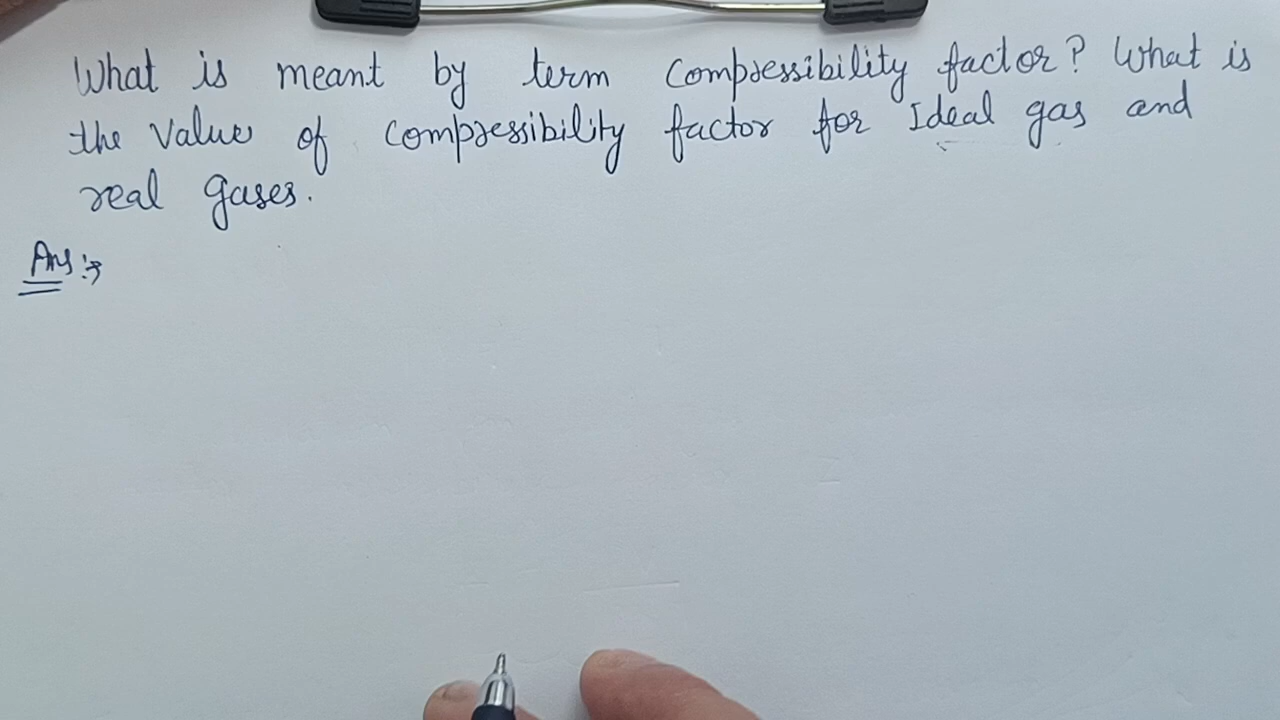 What is meant by term Compressibility factor? What is
the Value of Compressibility factor for Ideal gas and
real gases.
Ans :→